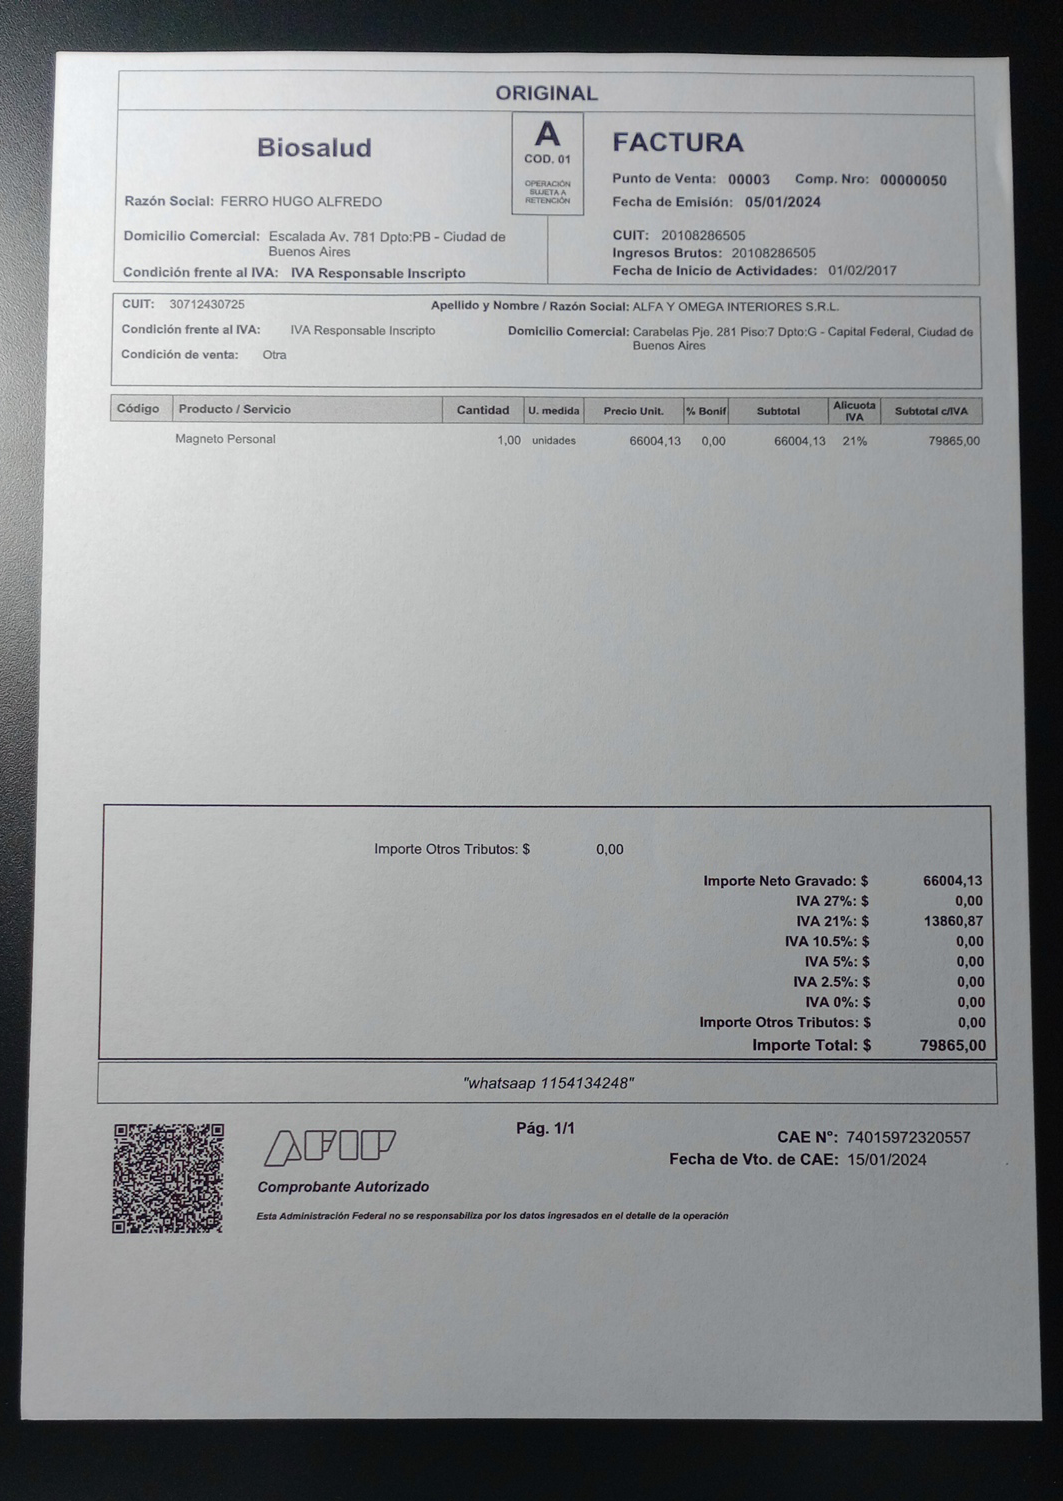 ORIGINAL
Biosalud
A
COD. 01
OPERACIÓN
SUJETA A
RETENCIÓN
FACTURA
Punto de Venta: 00003 Comp. Nro: 00000050
Fecha de Emisión: 05/01/2024
Razón Social: FERRO HUGO ALFREDO
Domicilio Comercial: Escalada Av. 781 Dpto:PB - Ciudad de
Buenos Aires
Condición frente al IVA: IVA Responsable Inscripto
CUIT: 20108286505
Ingresos Brutos: 20108286505
Fecha de Inicio de Actividades: 01/02/2017
CUIT: 30712430725 Apellido y Nombre / Razón Social: ALFA Y OMEGA INTERIORES S.R.L.
Condición frente al IVA: IVA Responsable Inscripto Domicilio Comercial: Carabelas Pje. 281 Piso:7 Dpto:G - Capital Federal, Ciudad de
Buenos Aires
Condición de venta: Otra
Código Producto / Servicio Cantidad U. medida Precio Unit. % Bonif Subtotal Alicuota IVA Subtotal c/IVA
Magneto Personal 1,00 unidades 66004,13 0,00 66004,13 21% 79865,00
Importe Otros Tributos: $ 0,00
Importe Neto Gravado: $ 66004,13
IVA 27%: $ 0,00
IVA 21%: $ 13860,87
IVA 10.5%: $ 0,00
IVA 5%: $ 0,00
IVA 2.5%: $ 0,00
IVA 0%: $ 0,00
Importe Otros Tributos: $ 0,00
Importe Total: $ 79865,00
"whatsaap 1154134248"
AFIP
Pág. 1/1
CAE N°: 74015972320557
Fecha de Vto. de CAE: 15/01/2024
Comprobante Autorizado
Esta Administración Federal no se responsabiliza por los datos ingresados en el detalle de la operación